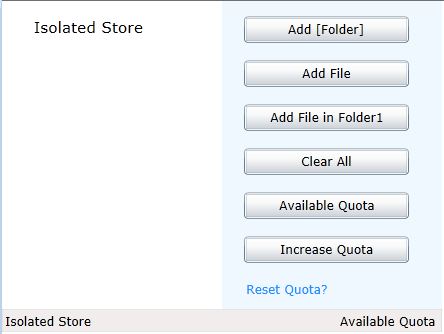 Isolated Store
Add [Folder]
Add File
Add File in Folder1
Clear All
Available Quota
Increase Quota
Reset Quota?
Isolated Store
Available Quota